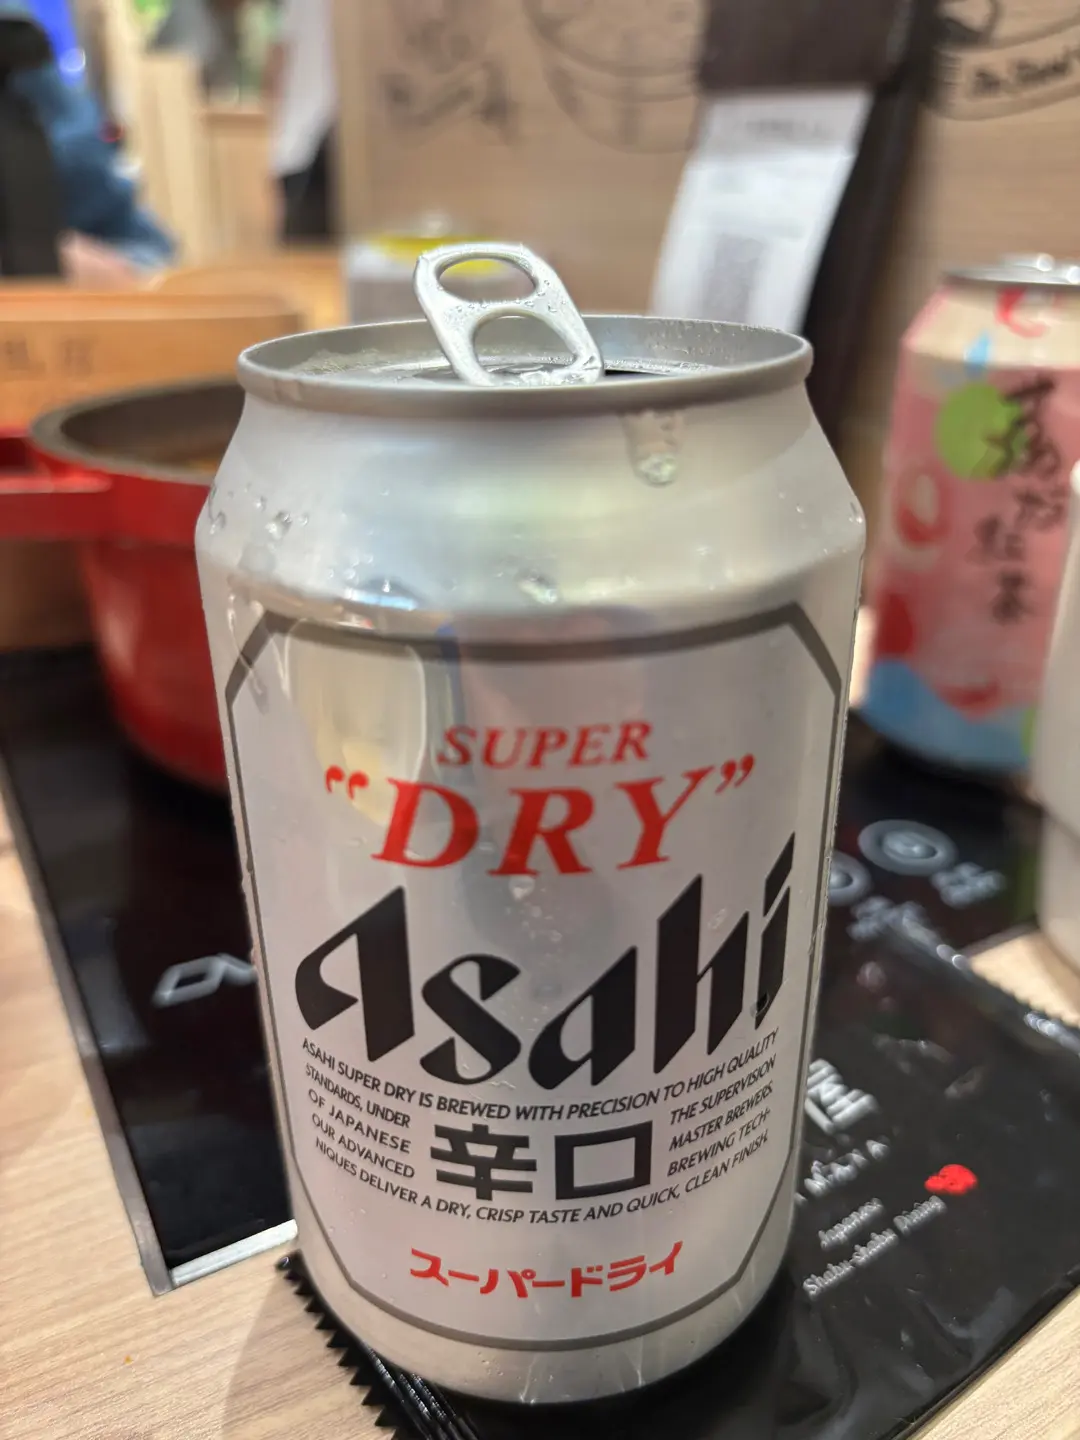 SUPER
“DRY”
Asahi
ASAHI SUPER DRY IS BREWED WITH PRECISION TO HIGH QUALITY
STANDARDS, UNDER THE SUPERVISION
OF JAPANESE MASTER BREWERS.
OUR ADVANCED BREWING TECH-
NIQUES DELIVER A DRY, CRISP TASTE AND QUICK, CLEAN FINISH.
辛口
スーパードライ
Japanese
Shabu-shabu Dining